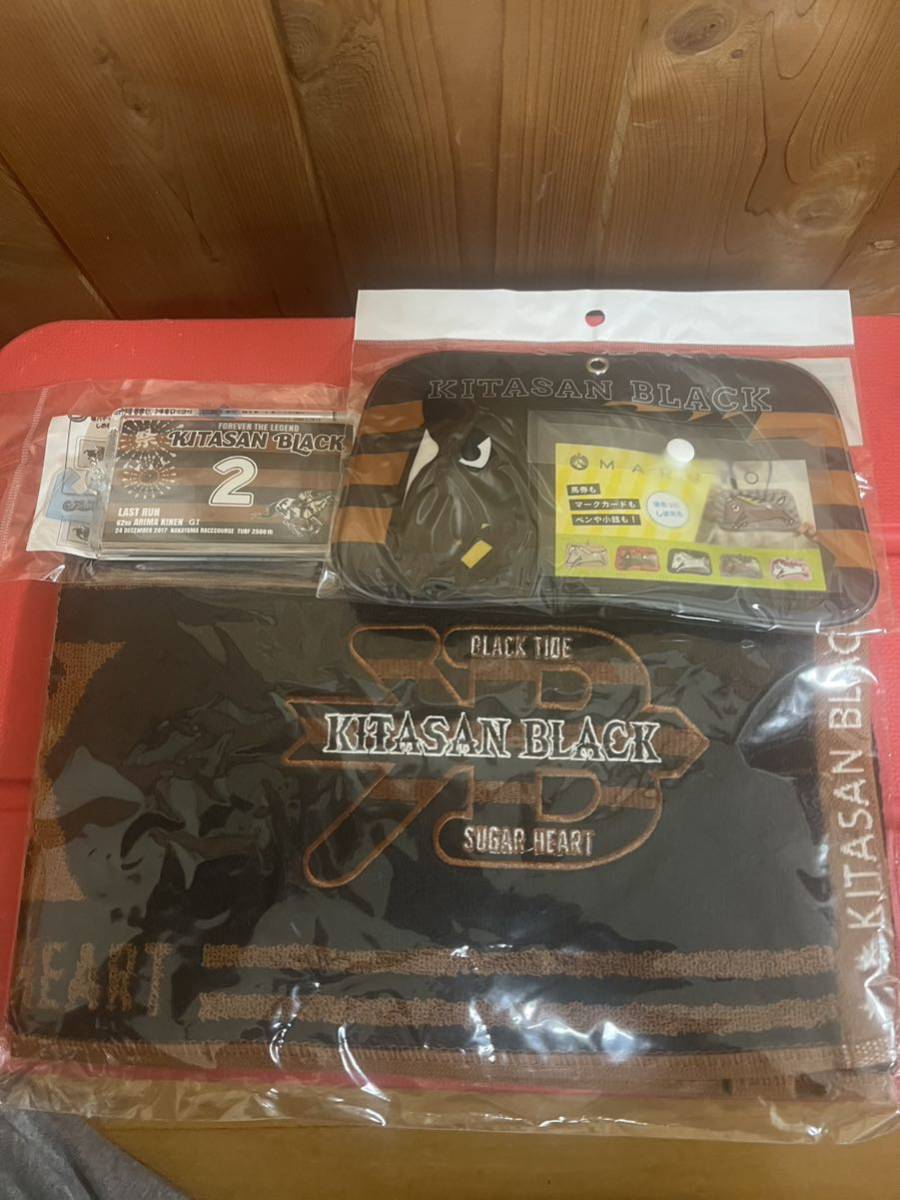 FOREVER THE LEGEND
KITASAN BLACK
2
LAST RUN
62ND ARIMA KINEN GI
24 DECEMBER 2017 NAKAYAMA RACECOURSE TURF 2500m
KITASAN BLACK
馬券も
マークカードも
ペンや小銭も!
BLACK TIDE
KITASAN BLACK
SUGAR HEART
HEART
KITASAN BLAC